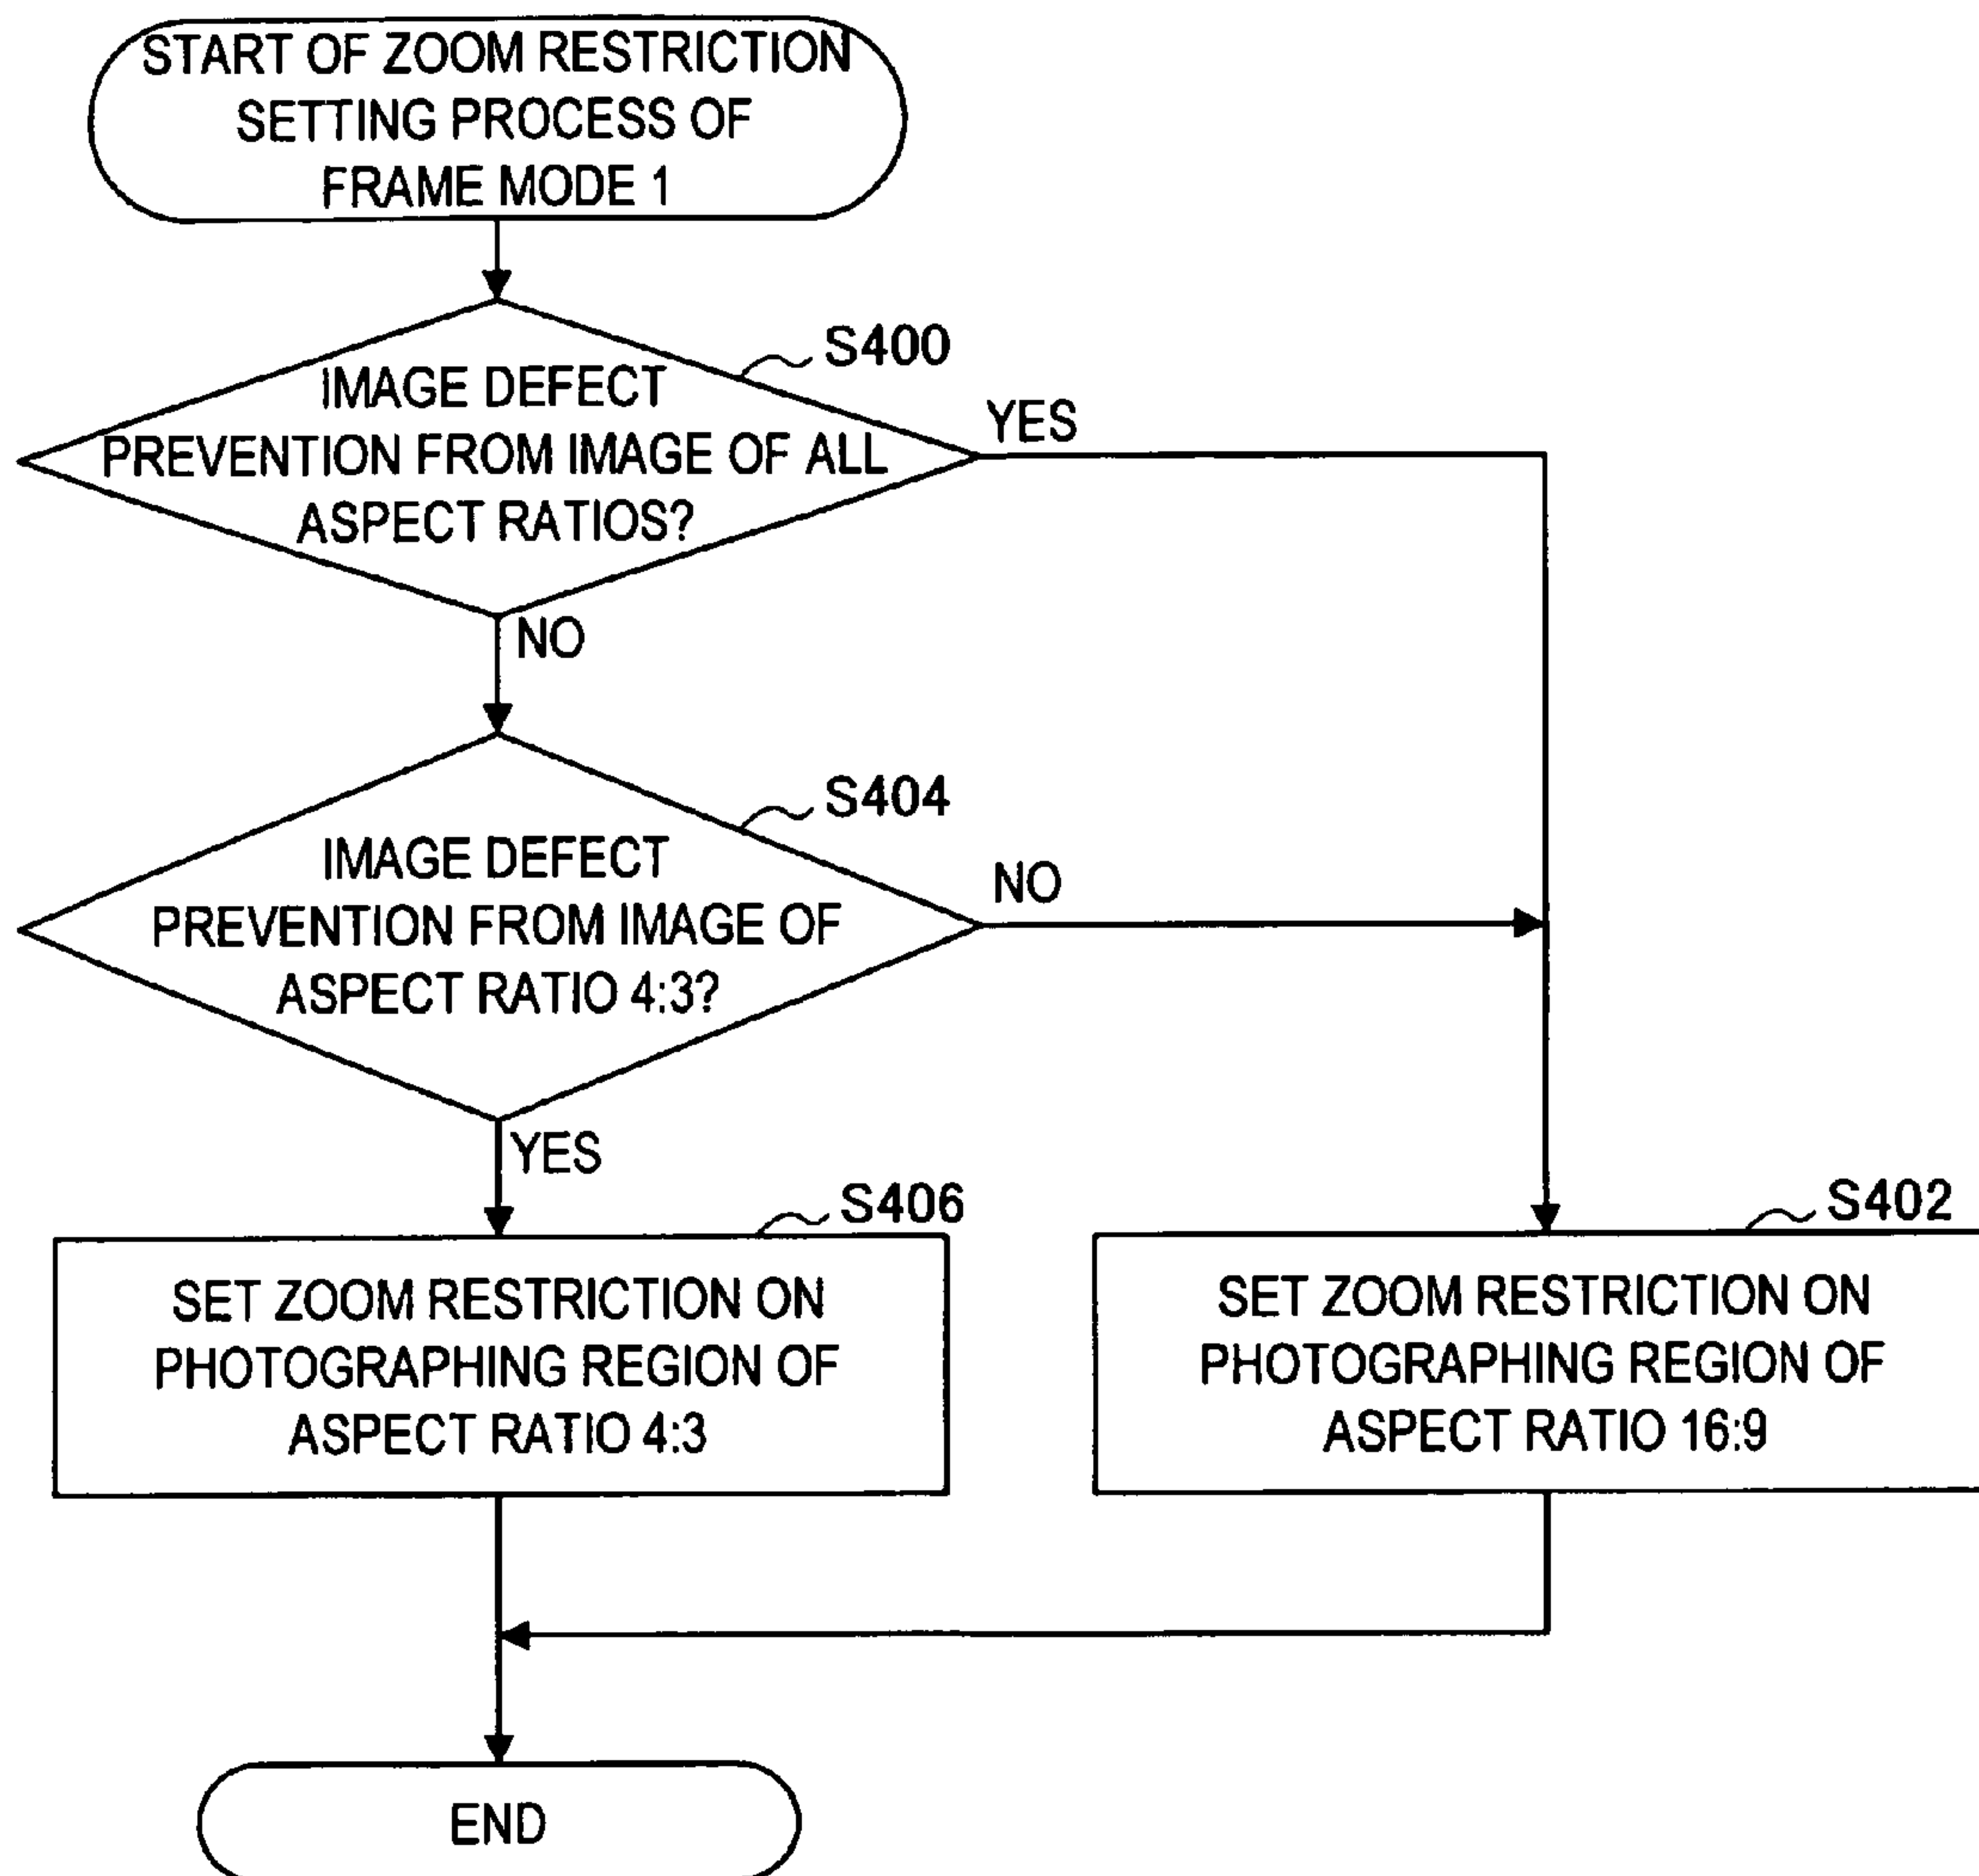 START OF ZOOM RESTRICTION
SETTING PROCESS OF
FRAME MODE 1
S400
IMAGE DEFECT
PREVENTION FROM IMAGE OF ALL
ASPECT RATIOS?
YES
NO
S404
IMAGE DEFECT
PREVENTION FROM IMAGE OF
ASPECT RATIO 4:3?
NO
YES
S406
SET ZOOM RESTRICTION ON
PHOTOGRAPHING REGION OF
ASPECT RATIO 4:3
S402
SET ZOOM RESTRICTION ON
PHOTOGRAPHING REGION OF
ASPECT RATIO 16:9
END